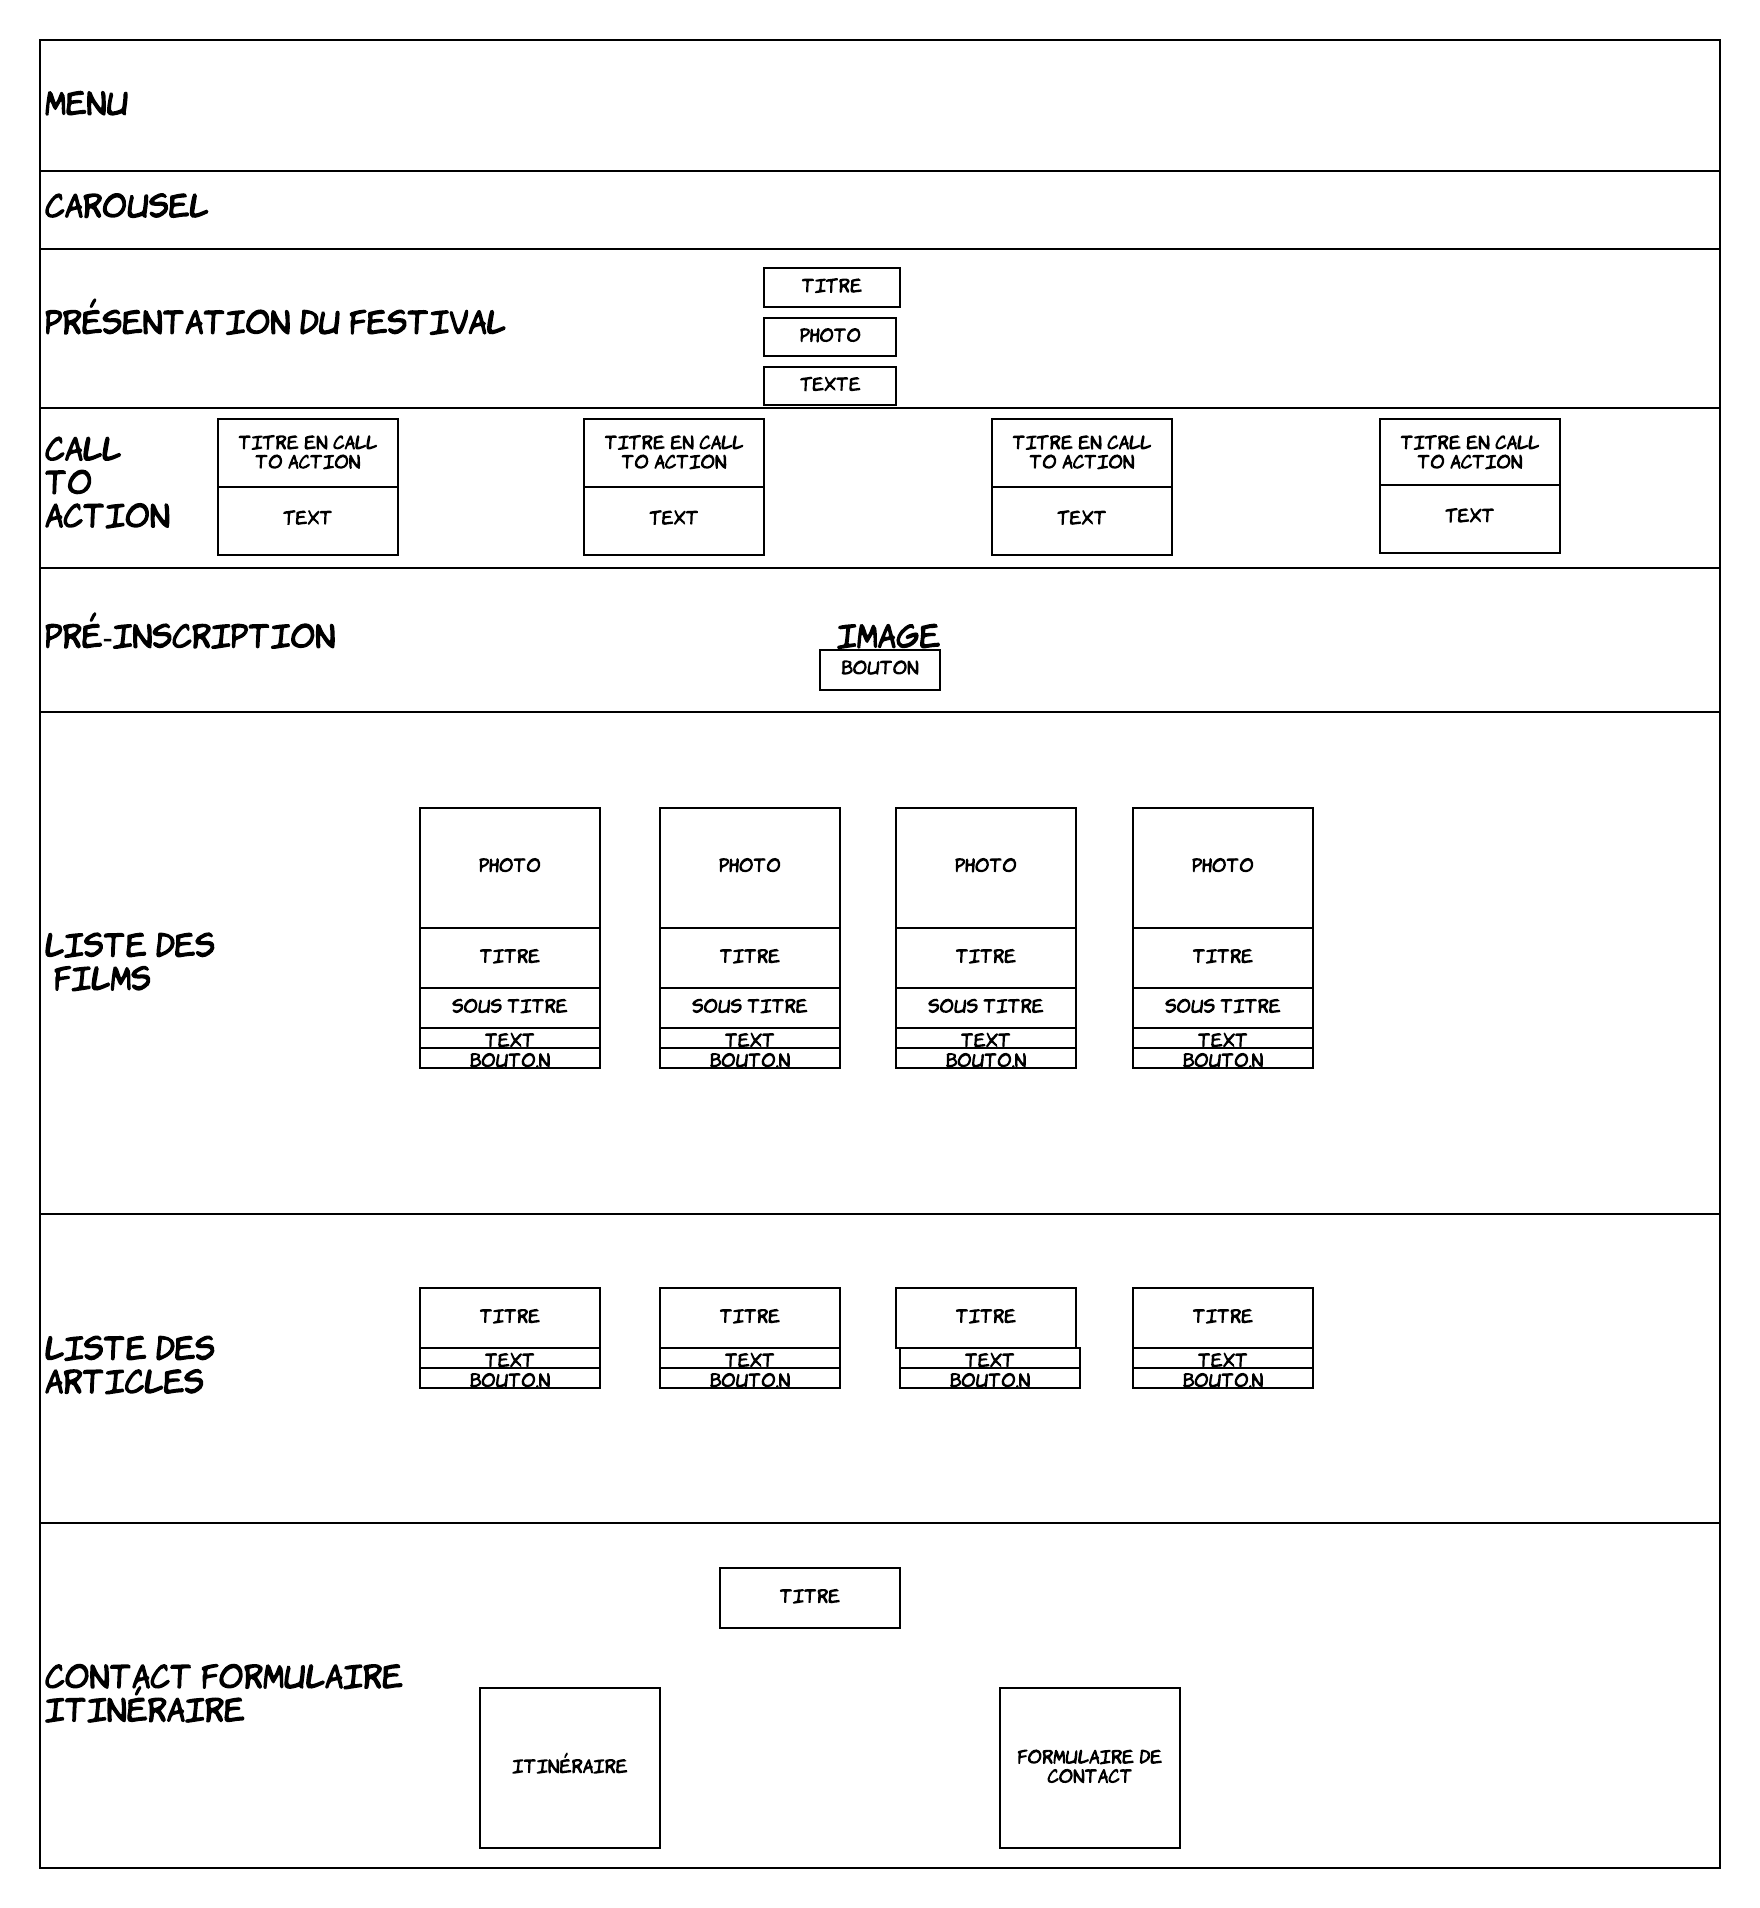 MENU
CAROUSEL
PRÉSENTATION DU FESTIVAL
TITRE
PHOTO
TEXTE
CALL
TO
ACTION
TITRE EN CALL
TO ACTION
TEXT
TITRE EN CALL
TO ACTION
TEXT
TITRE EN CALL
TO ACTION
TEXT
TITRE EN CALL
TO ACTION
TEXT
PRÉ-INSCRIPTION
IMAGE
BOUTON
LISTE DES
FILMS
PHOTO
TITRE
SOUS TITRE
TEXT
BOUTON
PHOTO
TITRE
SOUS TITRE
TEXT
BOUTON
PHOTO
TITRE
SOUS TITRE
TEXT
BOUTON
PHOTO
TITRE
SOUS TITRE
TEXT
BOUTON
LISTE DES
ARTICLES
TITRE
TEXT
BOUTON
TITRE
TEXT
BOUTON
TITRE
TEXT
BOUTON
TITRE
TEXT
BOUTON
CONTACT FORMULAIRE
ITINÉRAIRE
TITRE
ITINÉRAIRE
FORMULAIRE DE
CONTACT